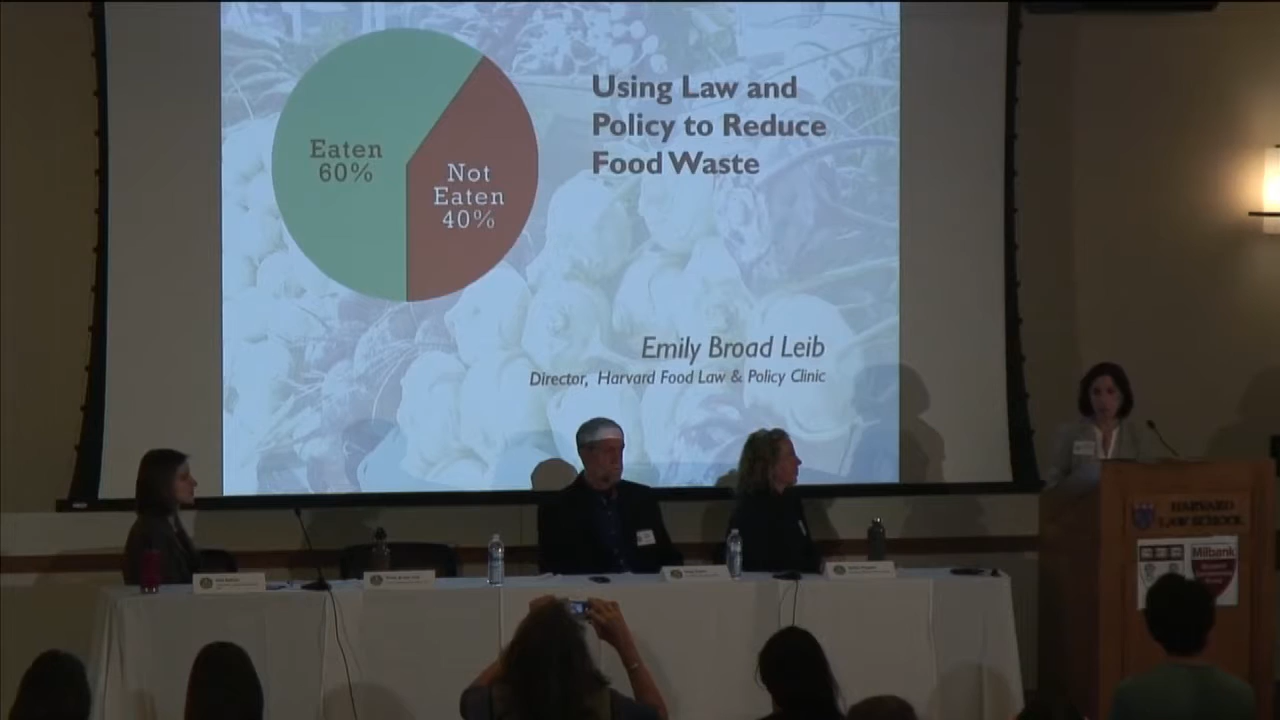 Using Law and
Policy to Reduce
Food Waste
Eaten
60%
Not
Eaten
40%
Emily Broad Leib
Director, Harvard Food Law & Policy Clinic
HARVARD
LAW SCHOOL
Milbank